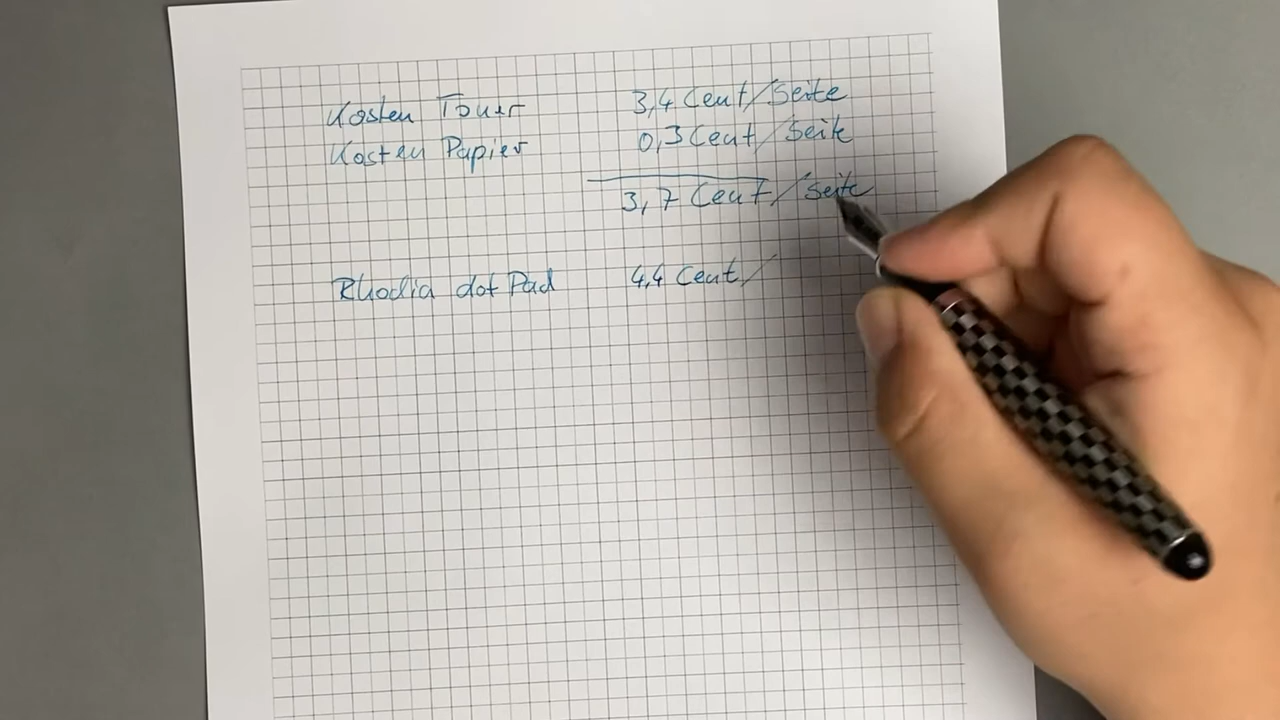 Kosten Toner 3,4 Cent/Seite
Kosten Papier 0,3 Cent/Seite
3,7 Cent/Seite
Rhodia dot Pad 4,4 Cent/